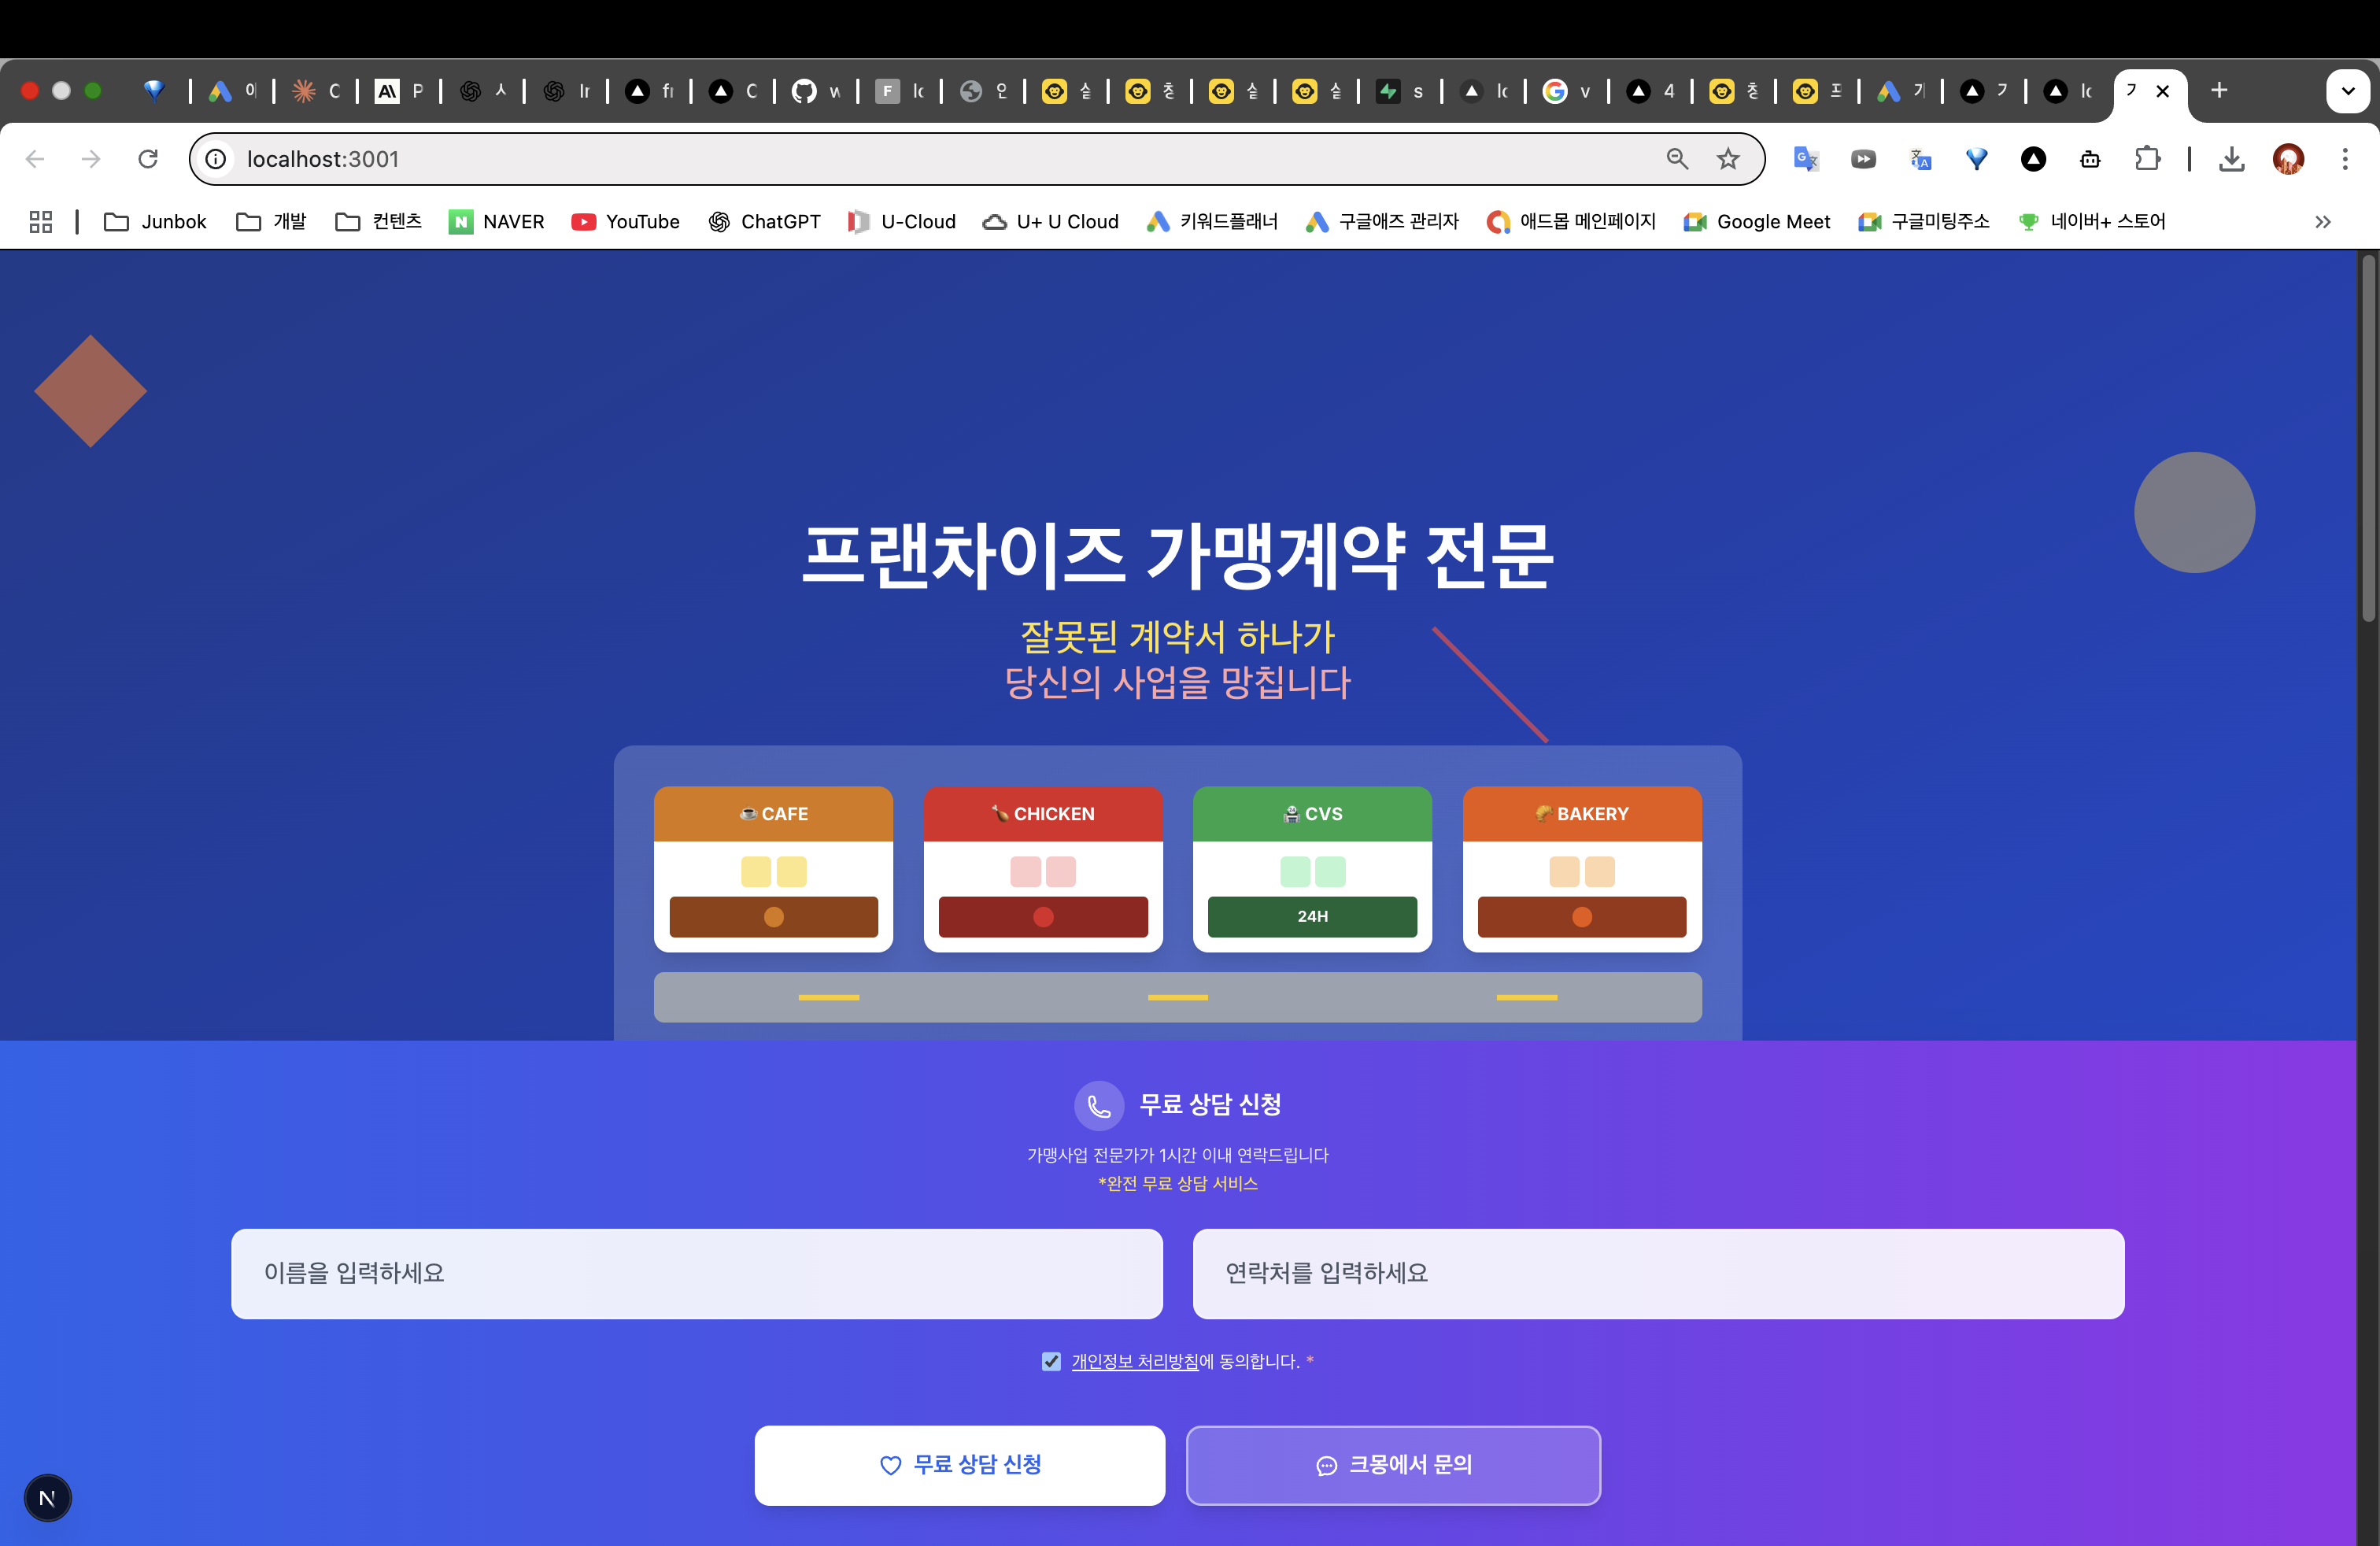 localhost:3001
Junbok 개발 컨텐츠 NAVER YouTube ChatGPT U-Cloud U+ U Cloud 키워드플래너 구글애즈 관리자 애드몹 메인페이지 Google Meet 구글미팅주소 네이버+ 스토어
프랜차이즈 가맹계약 전문
잘못된 계약서 하나가
당신의 사업을 망칩니다
CAFE CHICKEN CVS BAKERY
24H
무료 상담 신청
가맹사업 전문가가 1시간 이내 연락드립니다
*완전 무료 상담 서비스
이름을 입력하세요 연락처를 입력하세요
개인정보 처리방침에 동의합니다. *
무료 상담 신청 크몽에서 문의
N